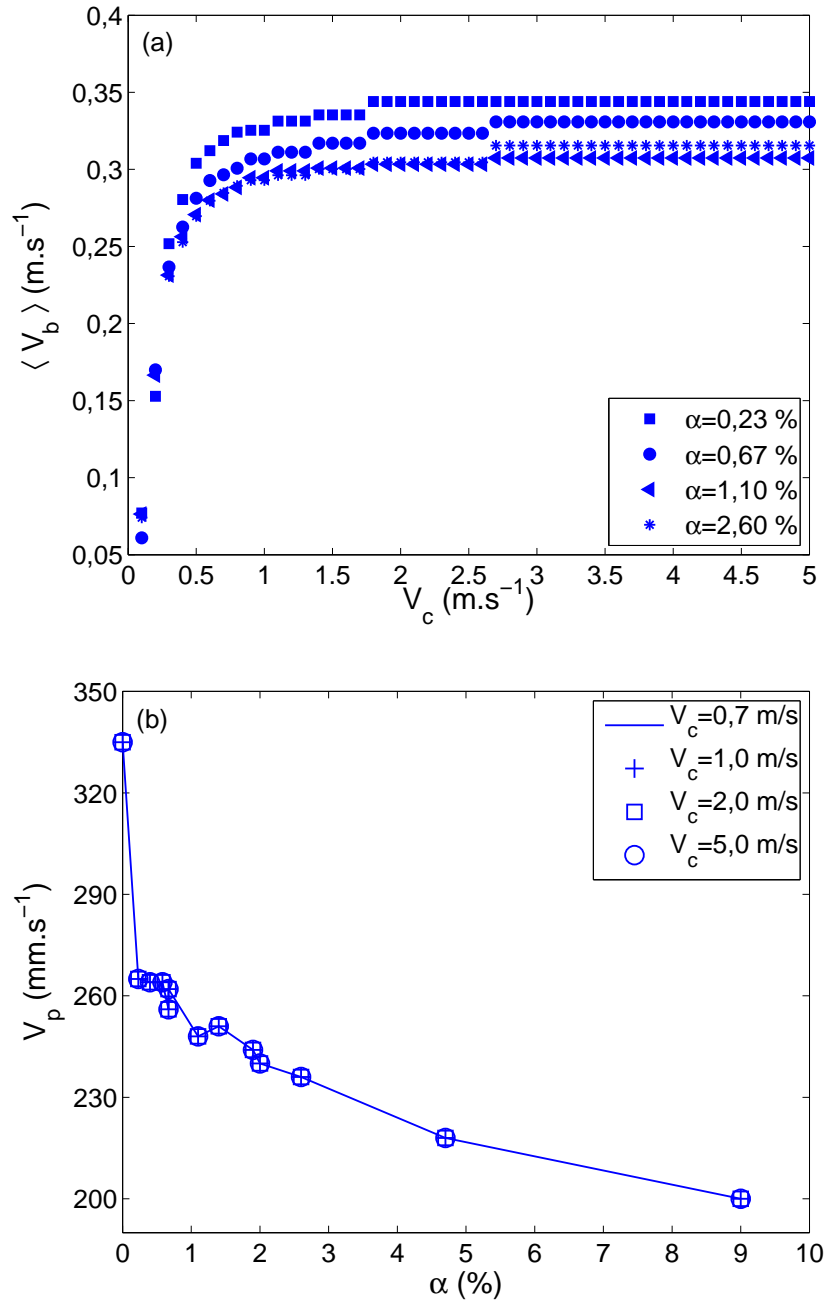 (a)
0,4
0,35
0,3
0,25
0,2
0,15
0,1
0,05
⟨ V_b ⟩ (m.s⁻¹)
0 0.5 1 1.5 2 2.5 3 3.5 4 4.5 5
V_c (m.s⁻¹)
α=0,23 %
α=0,67 %
α=1,10 %
α=2,60 %
(b)
350
320
290
260
230
200
V_p (mm.s⁻¹)
0 1 2 3 4 5 6 7 8 9 10
α (%)
V_c=0,7 m/s
V_c=1,0 m/s
V_c=2,0 m/s
V_c=5,0 m/s